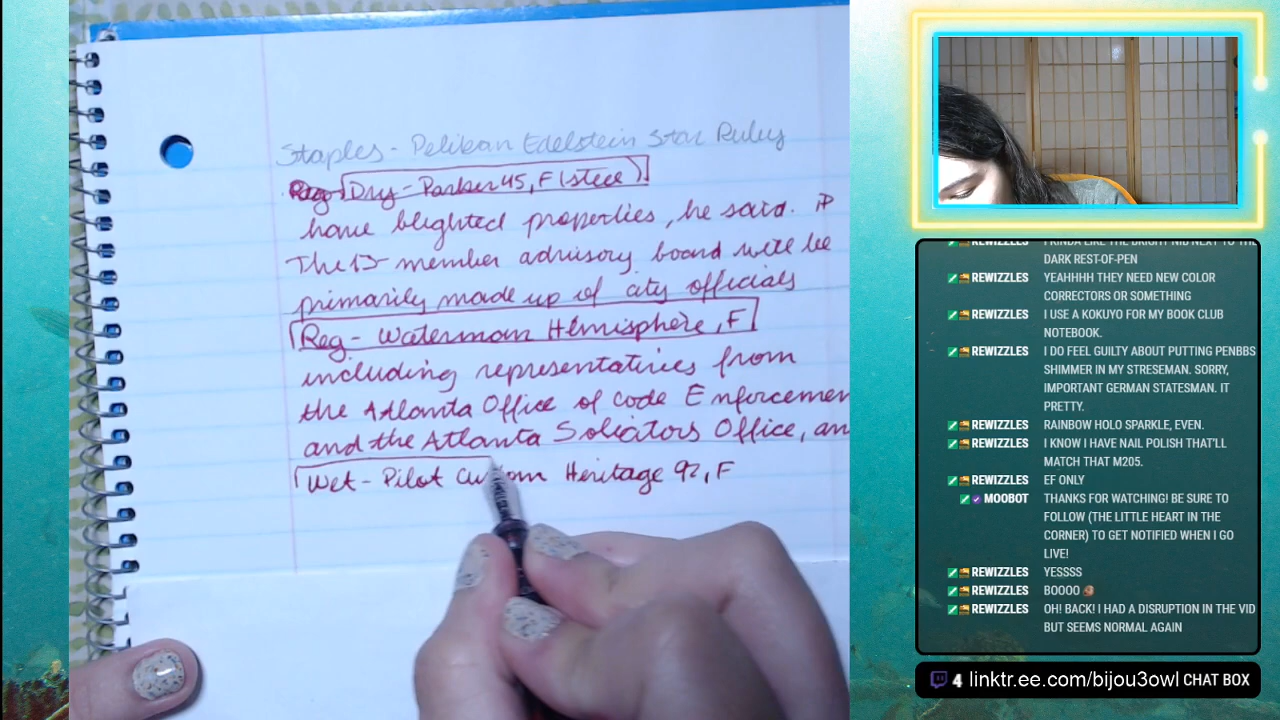 Staples - Pelikan Edelstein Star Ruby
Reg Dry - Parker 45, F (steel)
have blighted properties, he said. P
The 13-member advisory board will be
primarily made up of city officials
Reg - Waterman Hémisphère, F
including representatives from
the Atlanta Office of Code Enforcemen
and the Atlanta Solicitors Office, an
Wet - Pilot Custom Heritage 92, F
REWIZZLES I KINDA LIKE THE BRIGHT NIB NEXT TO THE
DARK REST-OF-PEN
REWIZZLES YEAHHHH THEY NEED NEW COLOR
CORRECTORS OR SOMETHING
REWIZZLES I USE A KOKUYO FOR MY BOOK CLUB
NOTEBOOK.
REWIZZLES I DO FEEL GUILTY ABOUT PUTTING PENBBS
SHIMMER IN MY STRESEMAN. SORRY,
IMPORTANT GERMAN STATESMAN. IT
PRETTY.
REWIZZLES RAINBOW HOLO SPARKLE, EVEN.
REWIZZLES I KNOW I HAVE NAIL POLISH THAT'LL
MATCH THAT M205.
REWIZZLES EF ONLY
MOOBOT THANKS FOR WATCHING! BE SURE TO
FOLLOW (THE LITTLE HEART IN THE
CORNER) TO GET NOTIFIED WHEN I GO
LIVE!
REWIZZLES YESSSS
REWIZZLES BOOOO
REWIZZLES OH! BACK! I HAD A DISRUPTION IN THE VID
BUT SEEMS NORMAL AGAIN
4 linktr.ee.com/bijou3owl CHAT BOX